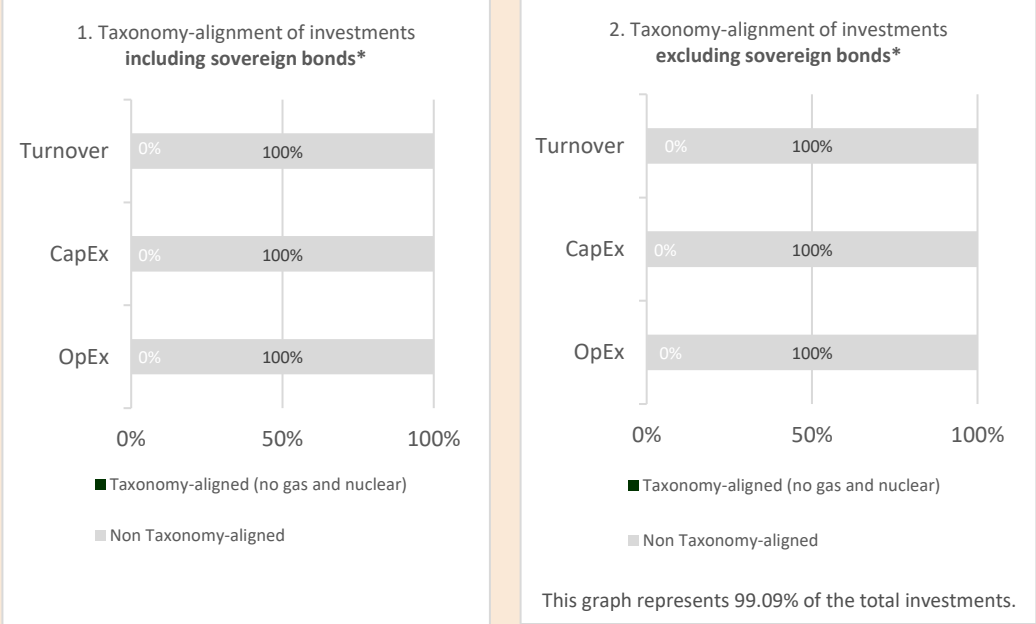 1. Taxonomy-alignment of investments
including sovereign bonds*
Turnover
0%
100%
CapEx
0%
100%
OpEx
0%
100%
0%
50%
100%
Taxonomy-aligned (no gas and nuclear)
Non Taxonomy-aligned
2. Taxonomy-alignment of investments
excluding sovereign bonds*
Turnover
0%
100%
CapEx
0%
100%
OpEx
0%
100%
0%
50%
100%
Taxonomy-aligned (no gas and nuclear)
Non Taxonomy-aligned
This graph represents 99.09% of the total investments.